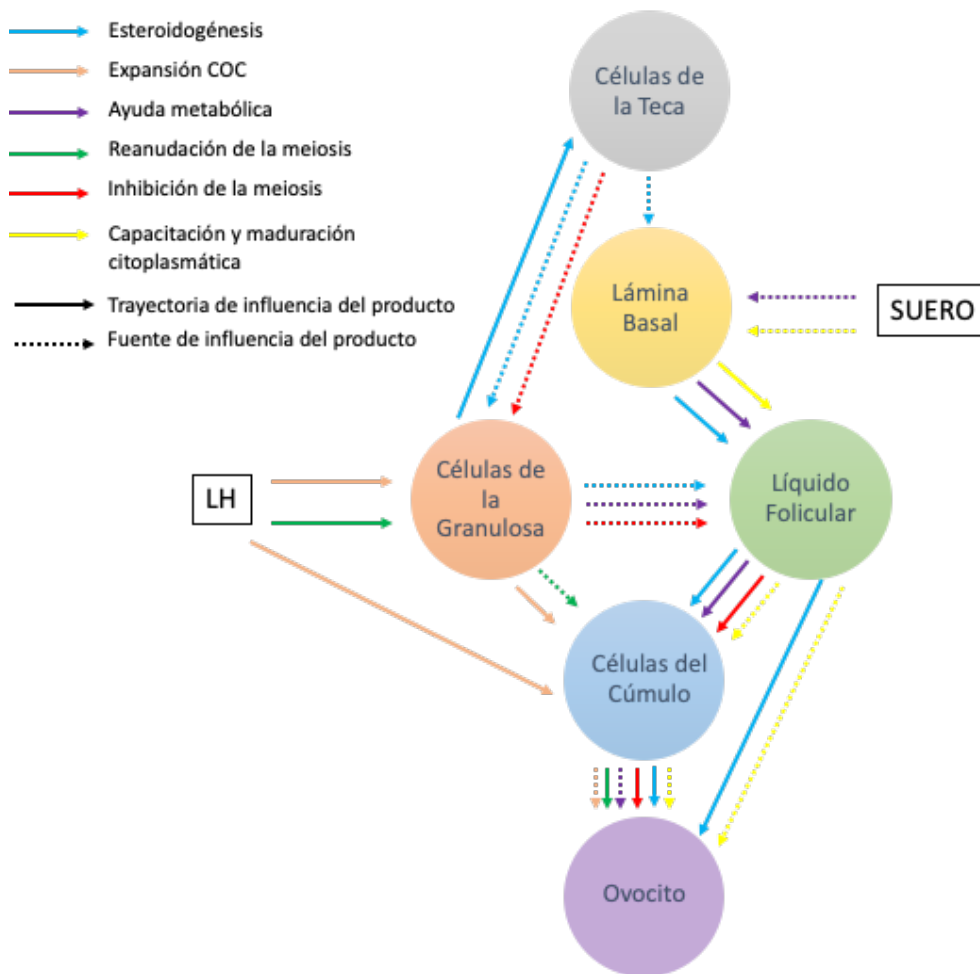 Esteroidogénesis
Expansión COC
Ayuda metabólica
Reanudación de la meiosis
Inhibición de la meiosis
Capacitación y maduración
citoplasmática
Trayectoria de influencia del producto
Fuente de influencia del producto
Células de
la Teca
Lámina
Basal
SUERO
LH
Células de
la
Granulosa
Líquido
Folicular
Células del
Cúmulo
Ovocito